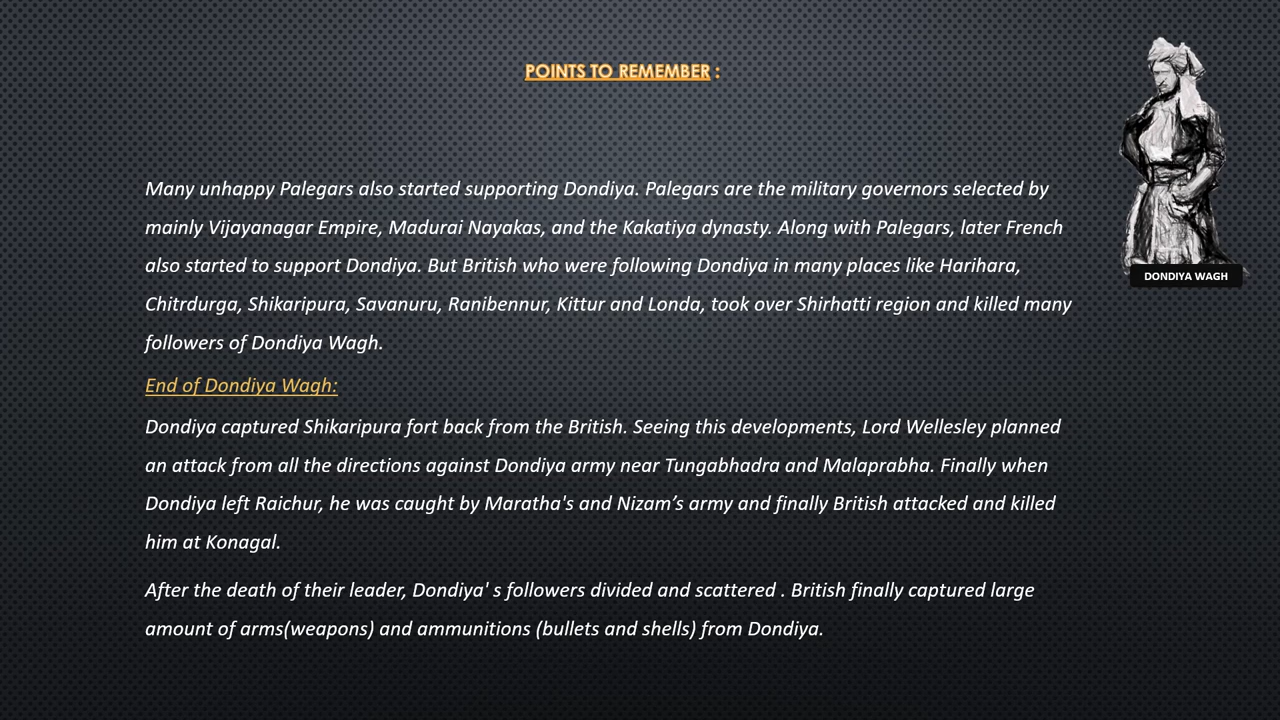 POINTS TO REMEMBER :
Many unhappy Palegars also started supporting Dondiya. Palegars are the military governors selected by
mainly Vijayanagar Empire, Madurai Nayakas, and the Kakatiya dynasty. Along with Palegars, later French
also started to support Dondiya. But British who were following Dondiya in many places like Harihara,
Chitrdurga, Shikaripura, Savanuru, Ranibennur, Kittur and Londa, took over Shirhatti region and killed many
followers of Dondiya Wagh.
End of Dondiya Wagh:
Dondiya captured Shikaripura fort back from the British. Seeing this developments, Lord Wellesley planned
an attack from all the directions against Dondiya army near Tungabhadra and Malaprabha. Finally when
Dondiya left Raichur, he was caught by Maratha's and Nizam’s army and finally British attacked and killed
him at Konagal.
After the death of their leader, Dondiya' s followers divided and scattered . British finally captured large
amount of arms(weapons) and ammunitions (bullets and shells) from Dondiya.
DONDIYA WAGH